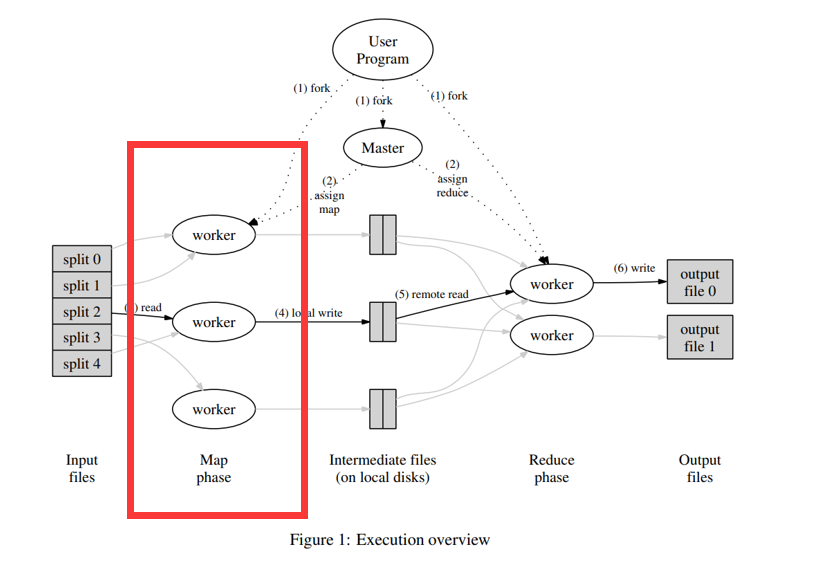 User
Program
(1) fork
(1) fork
(1) fork
Master
(2)
assign
map
(2)
assign
reduce
worker
split 0
split 1
split 2
split 3
split 4
read
worker
(4) local write
worker
(5) remote read
worker
worker
(6) write
output
file 0
output
file 1
Input
files
Map
phase
Intermediate files
(on local disks)
Reduce
phase
Output
files
Figure 1: Execution overview